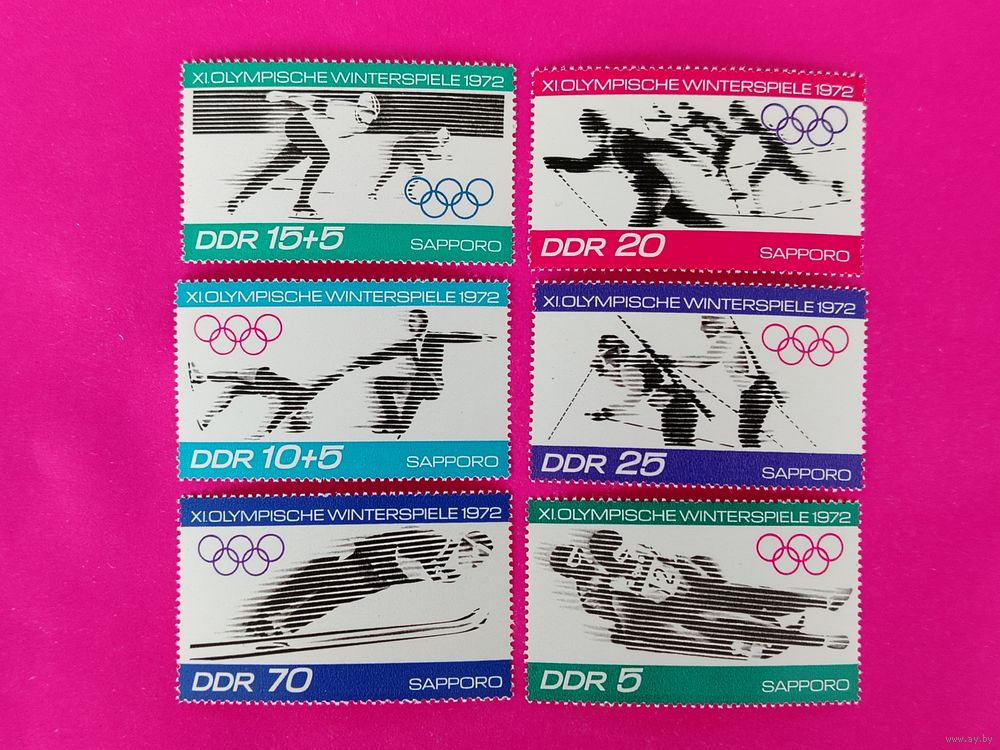 XI. OLYMPISCHE WINTERSPIELE 1972
DDR 15+5 SAPPORO
XI. OLYMPISCHE WINTERSPIELE 1972
DDR 20 SAPPORO
XI. OLYMPISCHE WINTERSPIELE 1972
DDR 10+5 SAPPORO
XI. OLYMPISCHE WINTERSPIELE 1972
DDR 25 SAPPORO
XI. OLYMPISCHE WINTERSPIELE 1972
DDR 70 SAPPORO
XI. OLYMPISCHE WINTERSPIELE 1972
12
DDR 5 SAPPORO
www.ay.by